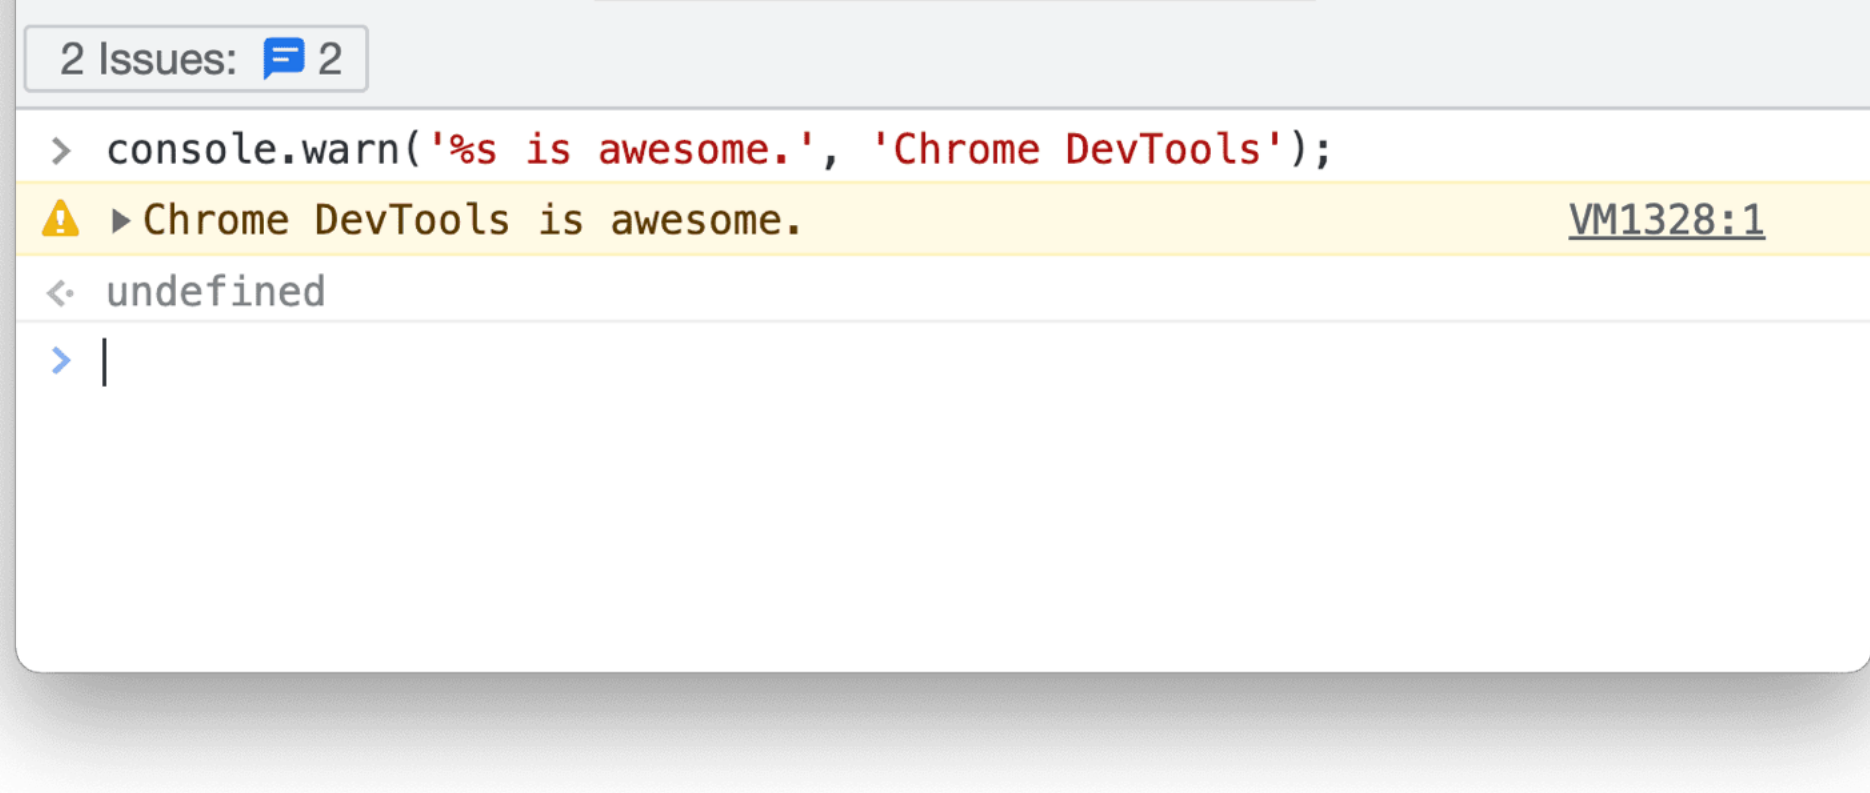 2 Issues: 2
console.warn('%s is awesome.', 'Chrome DevTools');
Chrome DevTools is awesome. VM1328:1
undefined